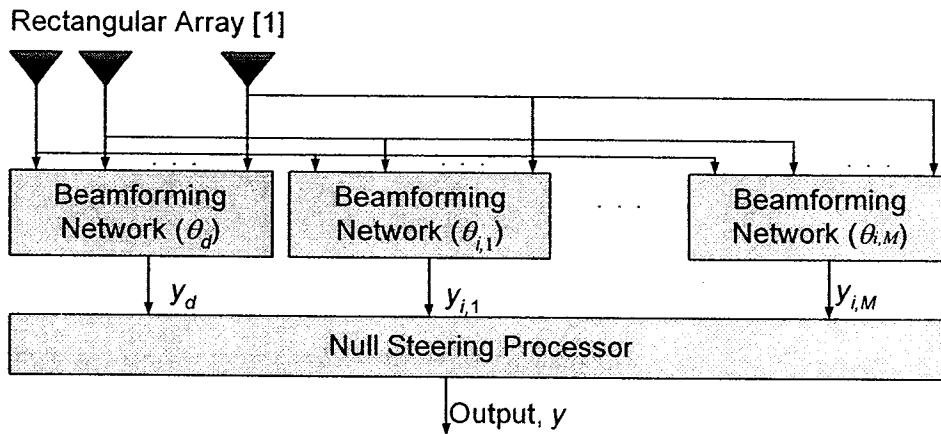 Rectangular Array [1]
. . .
. . .
. . .
Beamforming
Network (θd)
Beamforming
Network (θi,1)
. . .
Beamforming
Network (θi,M)
yd
yi,1
yi,M
Null Steering Processor
Output, y